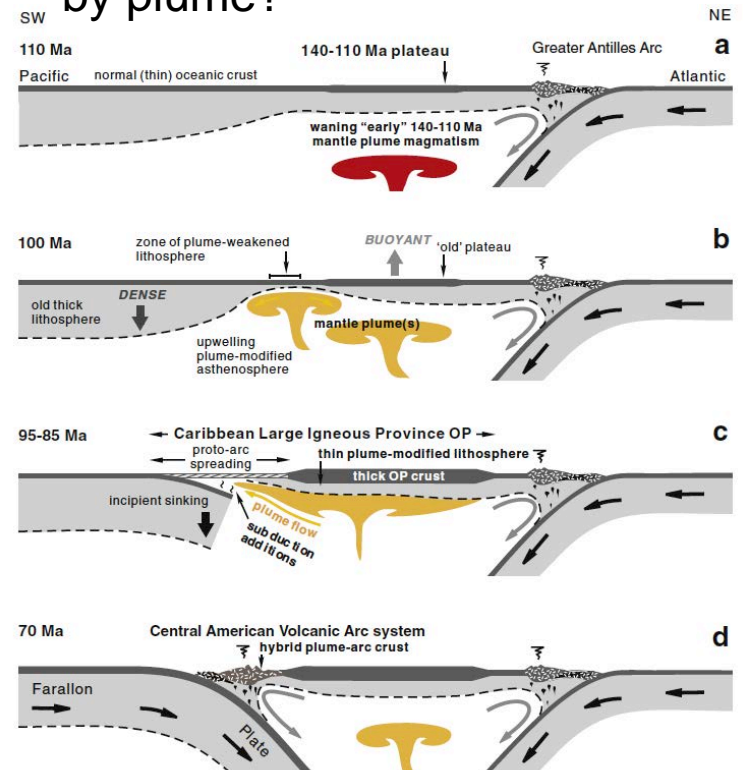 by plume?
SW
NE
110 Ma
140-110 Ma plateau
Greater Antilles Arc
a
Pacific
normal (thin) oceanic crust
Atlantic
waning “early” 140-110 Ma
mantle plume magmatism
100 Ma
zone of plume-weakened
lithosphere
BUOYANT
'old' plateau
b
old thick
lithosphere
DENSE
mantle plume(s)
upwelling
plume-modified
asthenosphere
95-85 Ma
Caribbean Large Igneous Province OP
c
proto-arc
spreading
thin plume-modified lithosphere
thick OP crust
incipient sinking
plume flow
subduction
additions
70 Ma
Central American Volcanic Arc system
d
hybrid plume-arc crust
Farallon
Plate